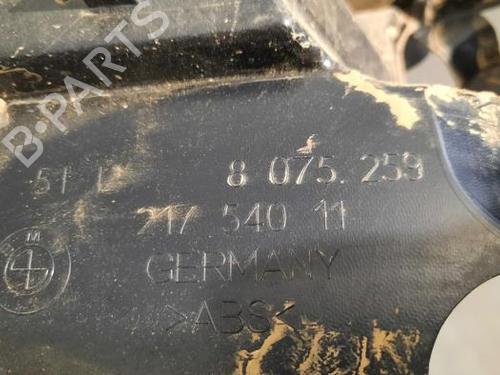 B-PARTS
51 L 8 075.259
217 540 11
M
GERMANY
>ABS<